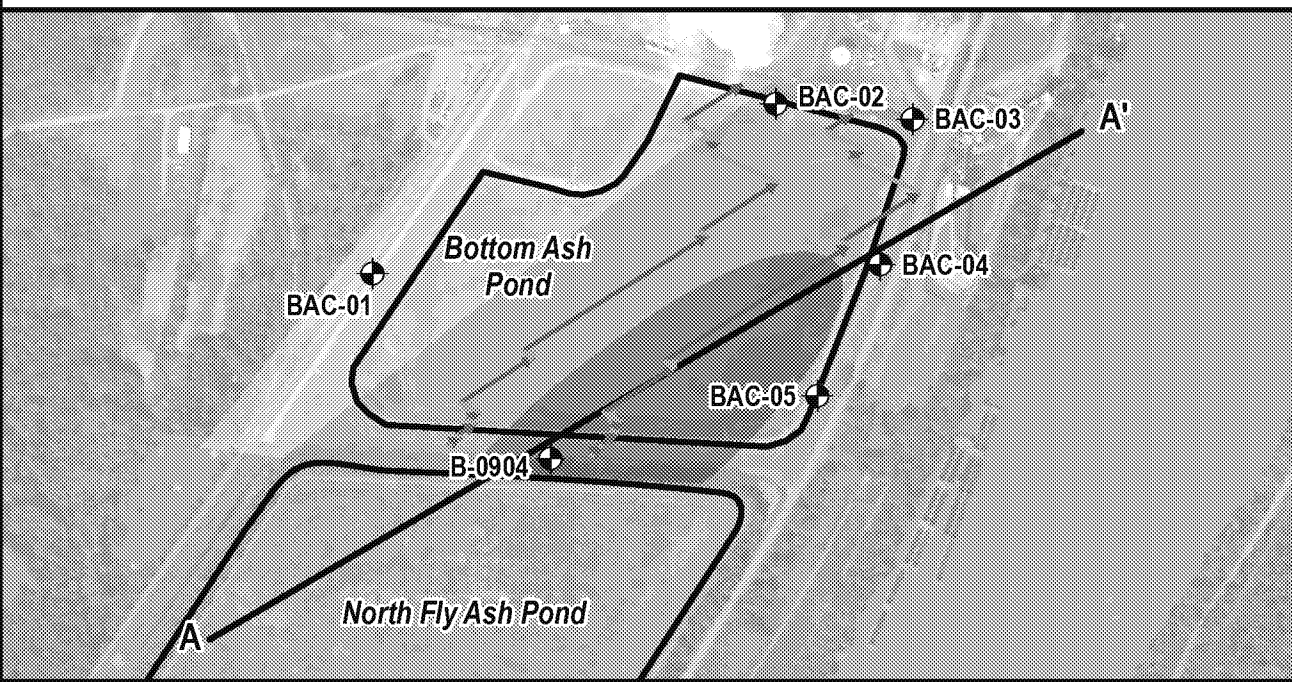 BAC-02
BAC-03
A'
Bottom Ash
Pond
BAC-04
BAC-01
BAC-05
B-0904
North Fly Ash Pond
A